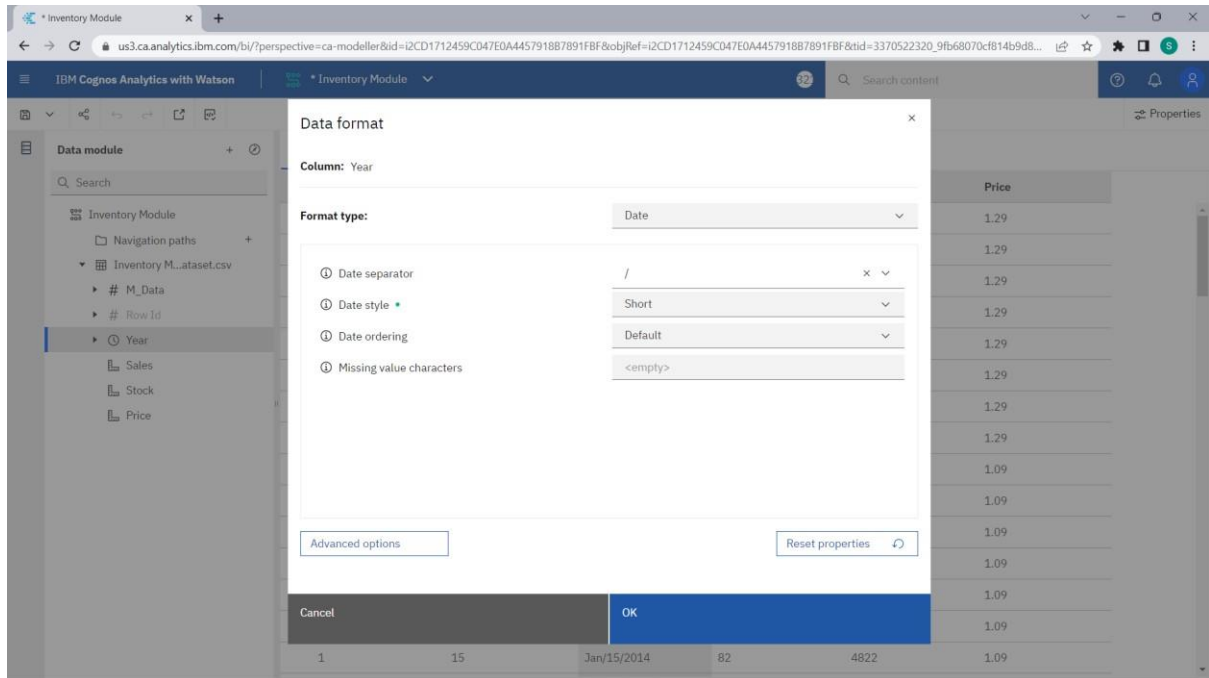 * Inventory Module
us3.ca.analytics.ibm.com/bi/?perspective=ca-modeller&id=i2CD1712459C047E0A4457918B7891FBF&objRef=i2CD1712459C047E0A4457918B7891FBF&tid=3370522320_9fb68070cf814b9d8...
S
IBM Cognos Analytics with Watson
* Inventory Module
32
Search content
Properties
Data module
Search
Inventory Module
Navigation paths
Inventory M...ataset.csv
# M_Data
# Row Id
Year
Sales
Stock
Price
Data format
Column: Year
Format type:
Date
Date separator
/
Date style
Short
Date ordering
Default
Missing value characters
<empty>
Advanced options
Reset properties
Cancel
OK
Price
1.29
1.29
1.29
1.29
1.29
1.29
1.29
1.29
1.09
1.09
1.09
1.09
1.09
1.09
1 15 Jan/15/2014 82 4822 1.09